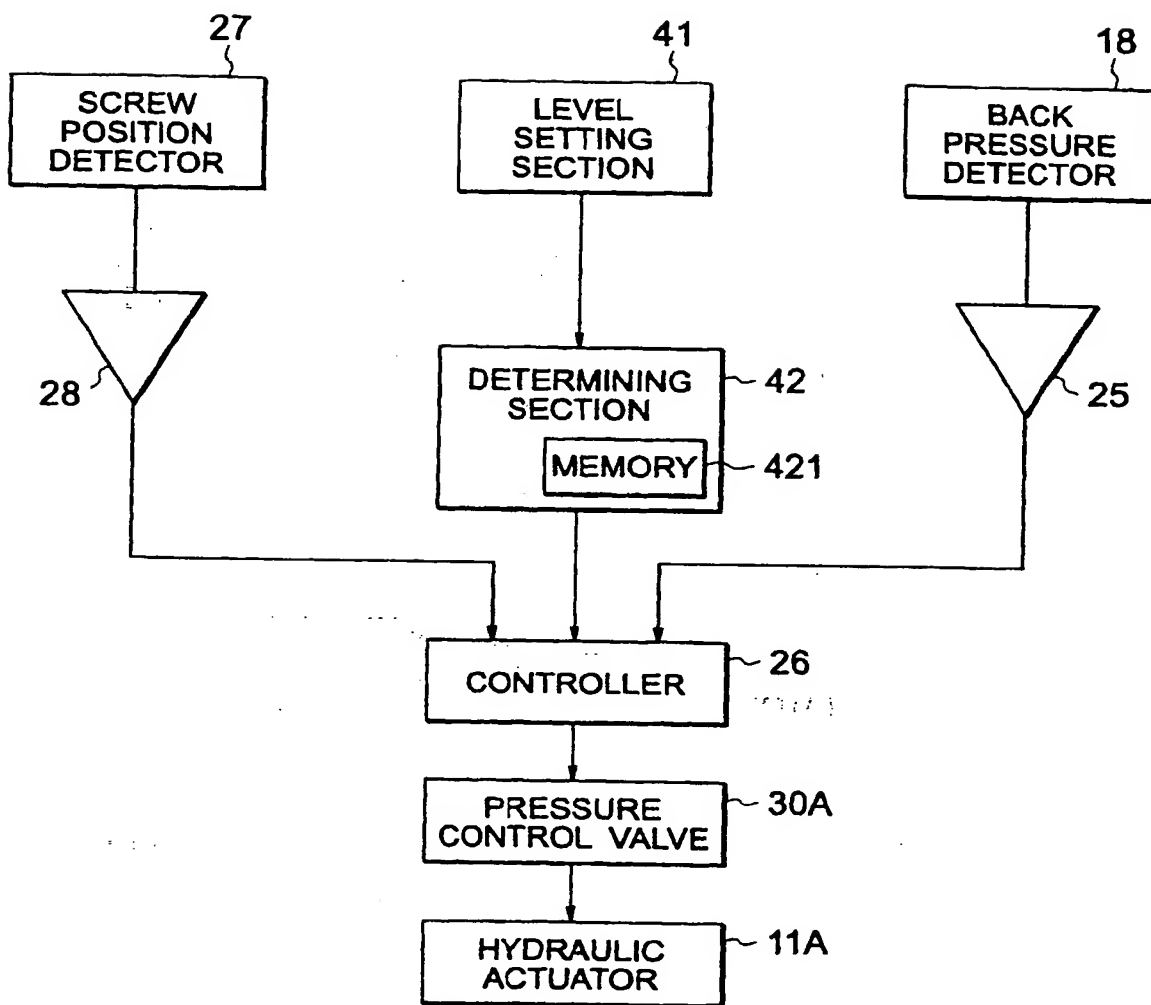 27
SCREW
POSITION
DETECTOR
41
LEVEL
SETTING
SECTION
18
BACK
PRESSURE
DETECTOR
28
DETERMINING
SECTION
42
MEMORY
421
25
CONTROLLER
26
PRESSURE
CONTROL VALVE
30A
HYDRAULIC
ACTUATOR
11A